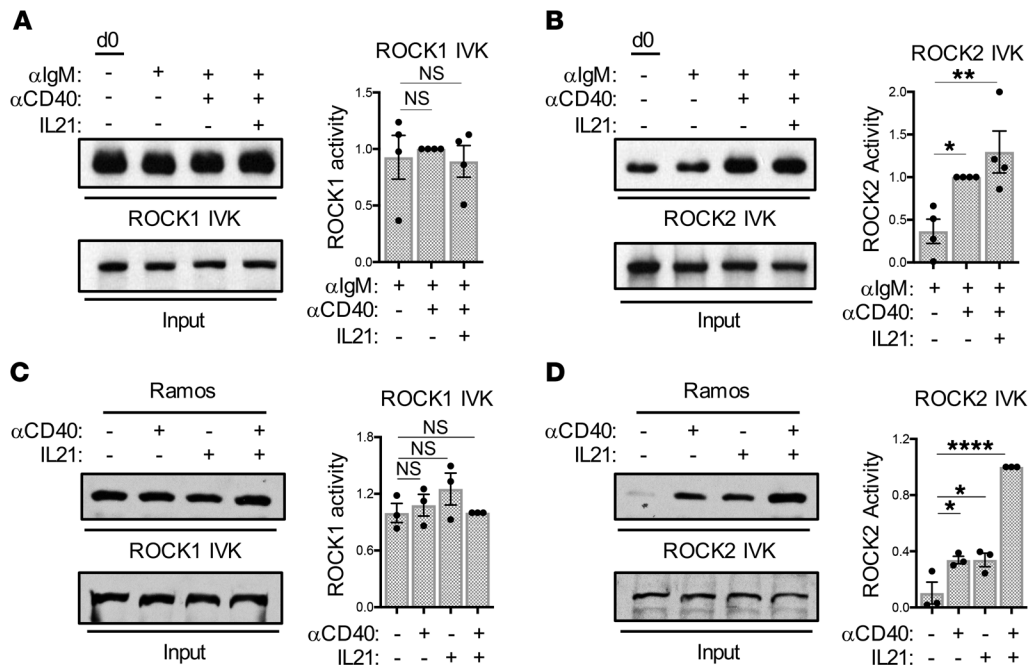 A
d0
αIgM: - + + +
αCD40: - - + +
IL21: - - - +
ROCK1 IVK
Input
ROCK1 IVK
ROCK1 activity
1.5
1.0
0.5
0.0
NS
NS
αIgM: + + +
αCD40: - + +
IL21: - - +
B
d0
αIgM: - + + +
αCD40: - - + +
IL21: - - - +
ROCK2 IVK
Input
ROCK2 IVK
ROCK2 Activity
2.0
1.5
1.0
0.5
0.0
**
*
αIgM: + + +
αCD40: - + +
IL21: - - +
C
Ramos
αCD40: - + - +
IL21: - - + +
ROCK1 IVK
Input
ROCK1 IVK
ROCK1 activity
1.8
1.2
0.6
0.0
NS
NS
NS
αCD40: - + - +
IL21: - - + +
D
Ramos
αCD40: - + - +
IL21: - - + +
ROCK2 IVK
Input
ROCK2 IVK
ROCK2 Activity
1.2
0.8
0.4
0.0
****
*
*
αCD40: - + - +
IL21: - - + +